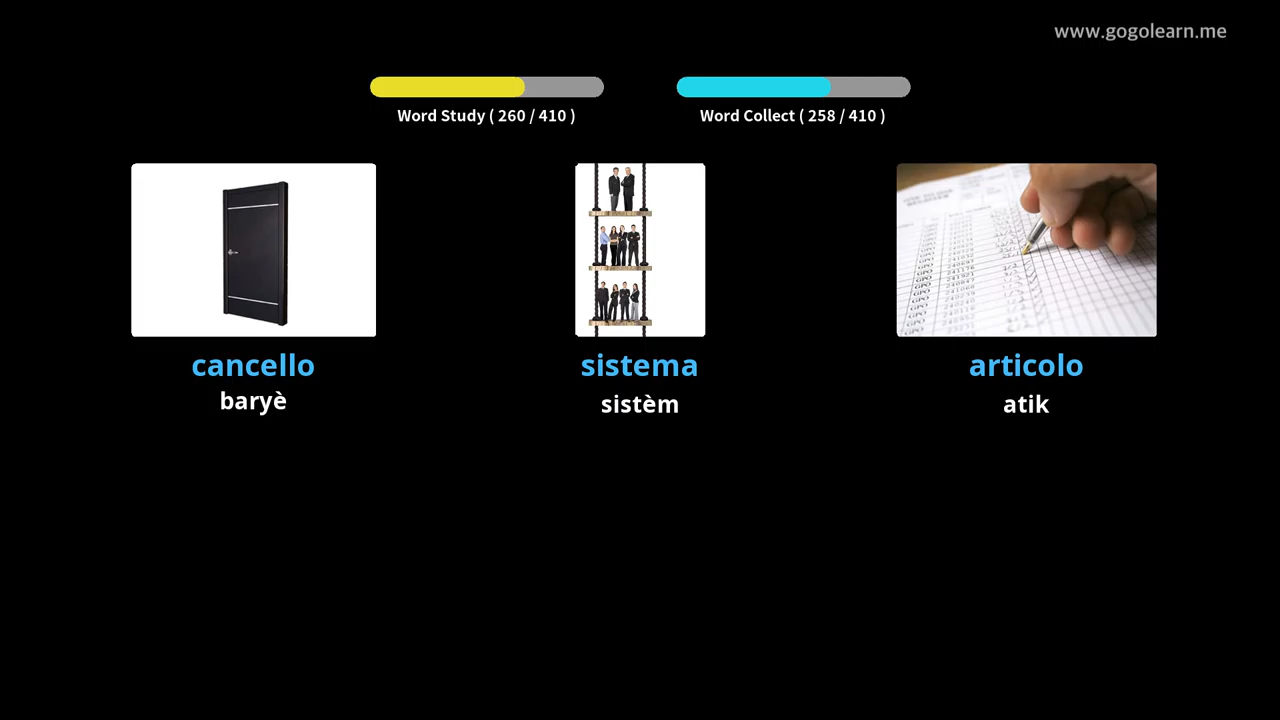 www.gogolearn.me
Word Study ( 260 / 410 )
Word Collect ( 258 / 410 )
cancello
baryè
sistema
sistèm
articolo
atik